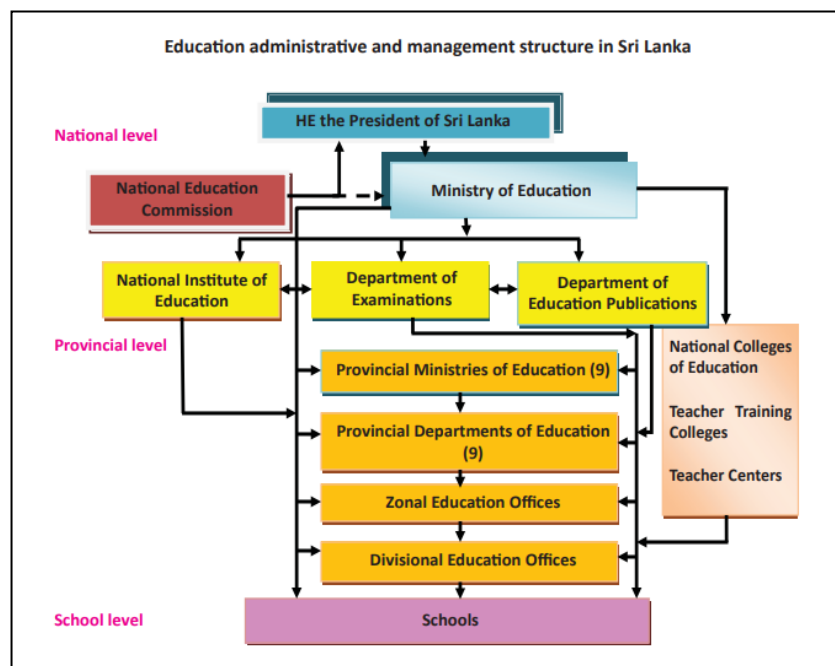 Education administrative and management structure in Sri Lanka
HE the President of Sri Lanka
National level
National Education
Commission
Ministry of Education
National Institute of
Education
Department of
Examinations
Department of
Education Publications
Provincial level
National Colleges
of Education
Teacher Training
Colleges
Teacher Centers
Provincial Ministries of Education (9)
Provincial Departments of Education
(9)
Zonal Education Offices
Divisional Education Offices
School level
Schools